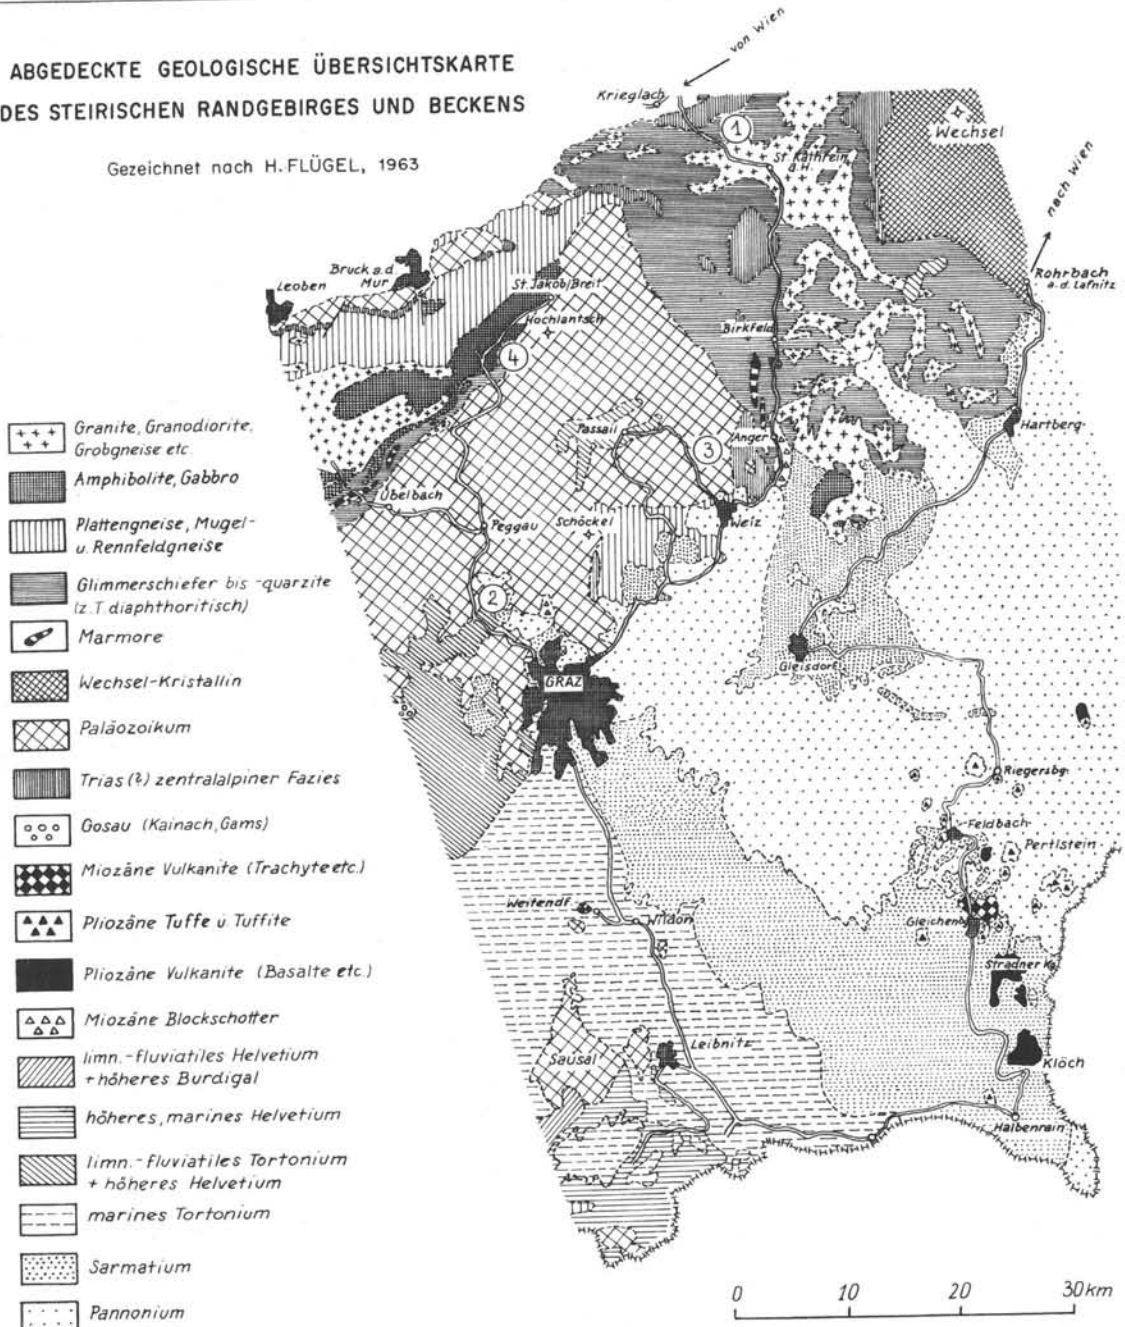 ABGEDECKTE GEOLOGISCHE ÜBERSICHTSKARTE
DES STEIRISCHEN RANDGEBIRGES UND BECKENS
Gezeichnet nach H. FLÜGEL, 1963
von Wien
Krieglach
1
Wechsel
St. Kathrein
a.H.
nach Wien
Rohrbach
a. d. Lafnitz
Bruck a.d
Mur
Leoben
St. Jakob/Breit
Hochlantsch
4
Birkfeld
Passail
3
Anger
Hartberg
Übelbach
Peggau
Schöckel
Weiz
2
Gleisdorf
GRAZ
Riegersbg.
Feldbach
Pertlstein
Weitendf.
Wildon
Gleichenb.
Stradner K.
Sausal
Leibnitz
Klöch
Halbenrain
Granite, Granodiorite,
Grobgneise etc.
Amphibolite, Gabbro
Plattengneise, Mugel-
u. Rennfeldgneise
Glimmerschiefer bis -quarzite
(z.T. diaphthoritisch)
Marmore
Wechsel-Kristallin
Paläozoikum
Trias (?) zentralalpiner Fazies
Gosau (Kainach, Gams)
Miozäne Vulkanite (Trachyte etc.)
Pliozäne Tuffe u. Tuffite
Pliozäne Vulkanite (Basalte etc.)
Miozäne Blockschotter
limn.-fluviatiles Helvetium
+ höheres Burdigal
höheres, marines Helvetium
limn.-fluviatiles Tortonium
+ höheres Helvetium
marines Tortonium
Sarmatium
Pannonium
0 10 20 30 km